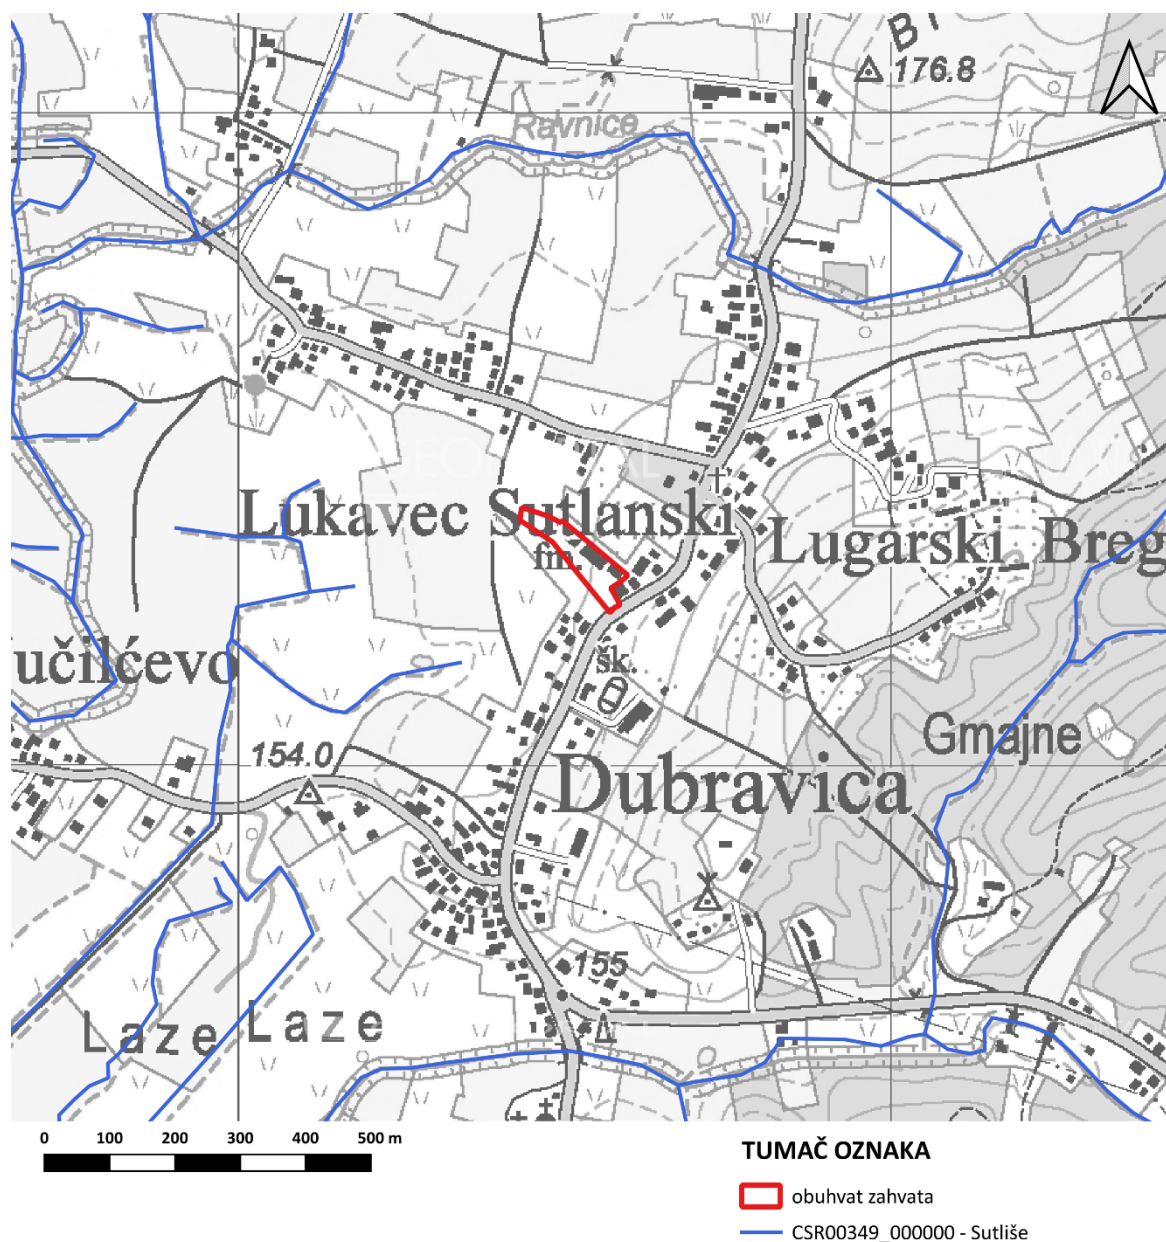 176.8
Ravnice
Lukavec Sutlanski
fm.
Lugarski Breg
učilćevo
šk.
Gmajne
154.0
Dubravica
155
Laze
Laze
0 100 200 300 400 500 m
TUMAČ OZNAKA
obuhvat zahvata
CSR00349_000000 - Sutliše